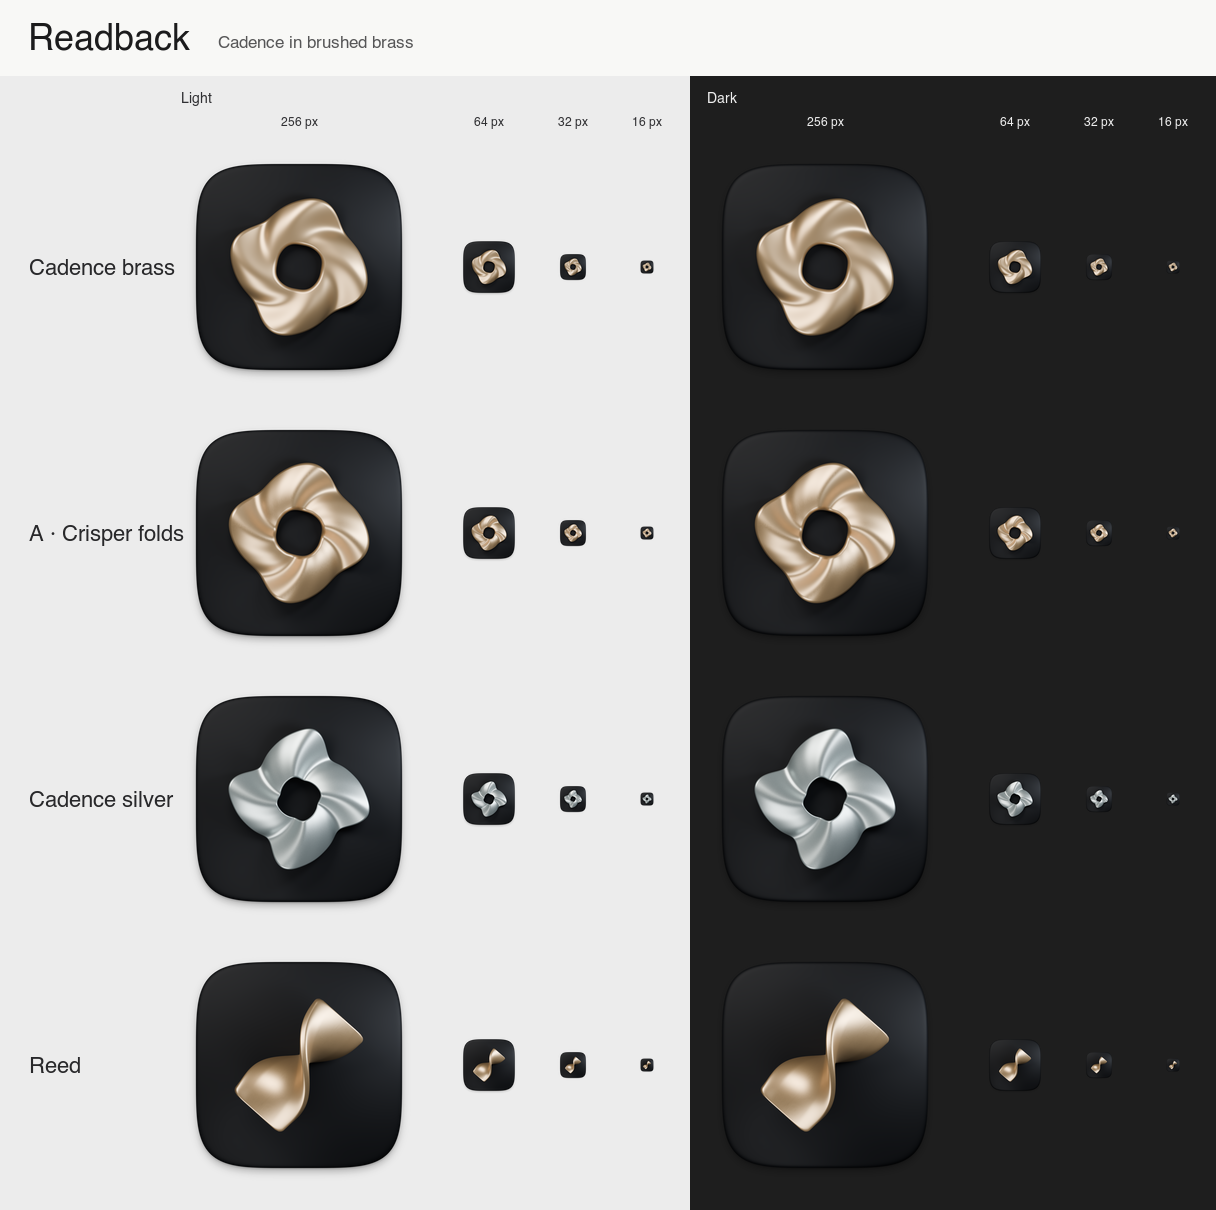 Readback
Cadence in brushed brass
Light
Dark
256 px
64 px
32 px
16 px
256 px
64 px
32 px
16 px
Cadence brass
A · Crisper folds
Cadence silver
Reed